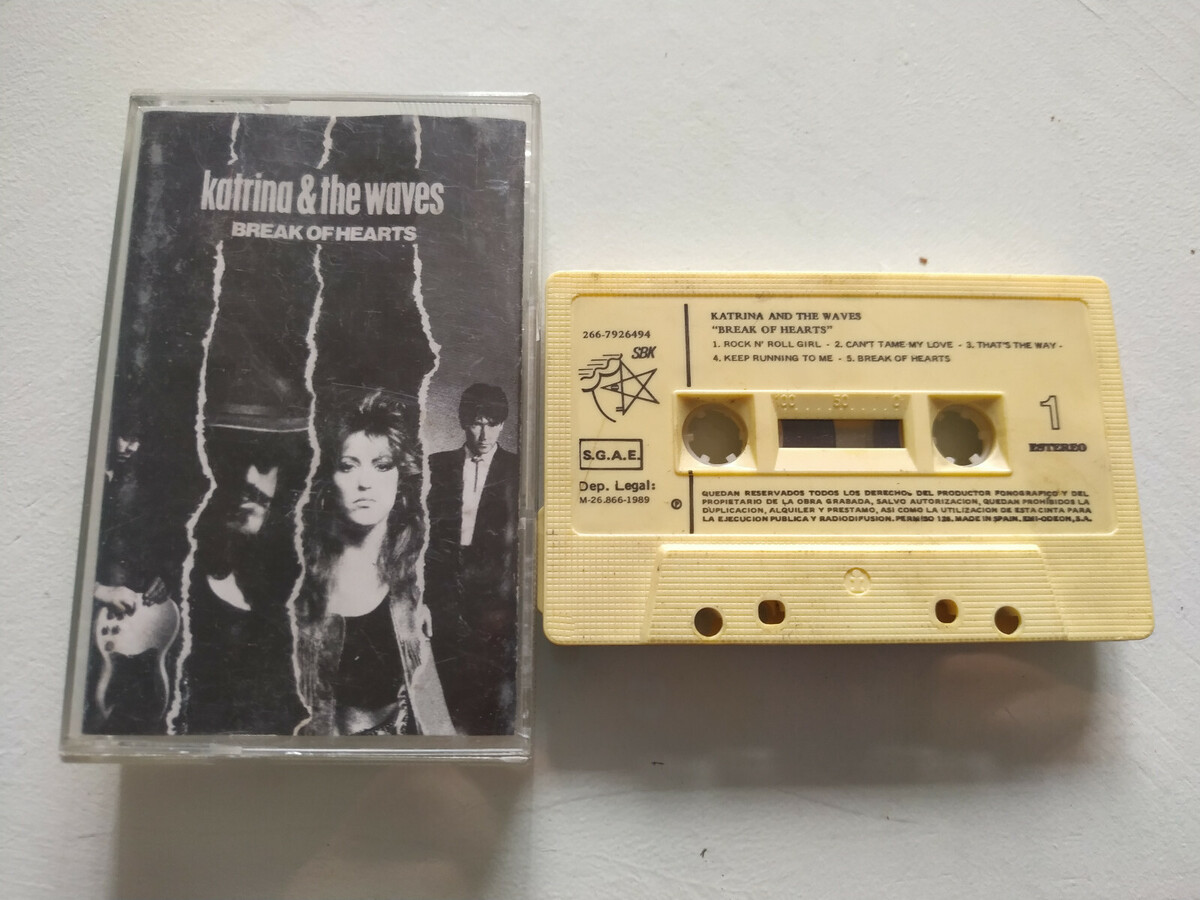 katrina & the waves
BREAK OF HEARTS
266-7926494
SBK
S.G.A.E.
Dep. Legal:
M-26.866-1989
KATRINA AND THE WAVES
"BREAK OF HEARTS"
1. ROCK N' ROLL GIRL - 2. CAN'T TAME MY LOVE - 3. THAT'S THE WAY -
4. KEEP RUNNING TO ME - 5. BREAK OF HEARTS
100 50 0
1
ESTEREO
Ⓟ
QUEDAN RESERVADOS TODOS LOS DERECHOS DEL PRODUCTOR FONOGRAFICO Y DEL
PROPIETARIO DE LA OBRA GRABADA, SALVO AUTORIZACION, QUEDAN PROHIBIDOS LA
DUPLICACION, ALQUILER Y PRESTAMO, ASI COMO LA UTILIZACION DE ESTA CINTA PARA
LA EJECUCION PUBLICA Y RADIODIFUSION. PERMISO 128. MADE IN SPAIN. EMI-ODEON, S.A.